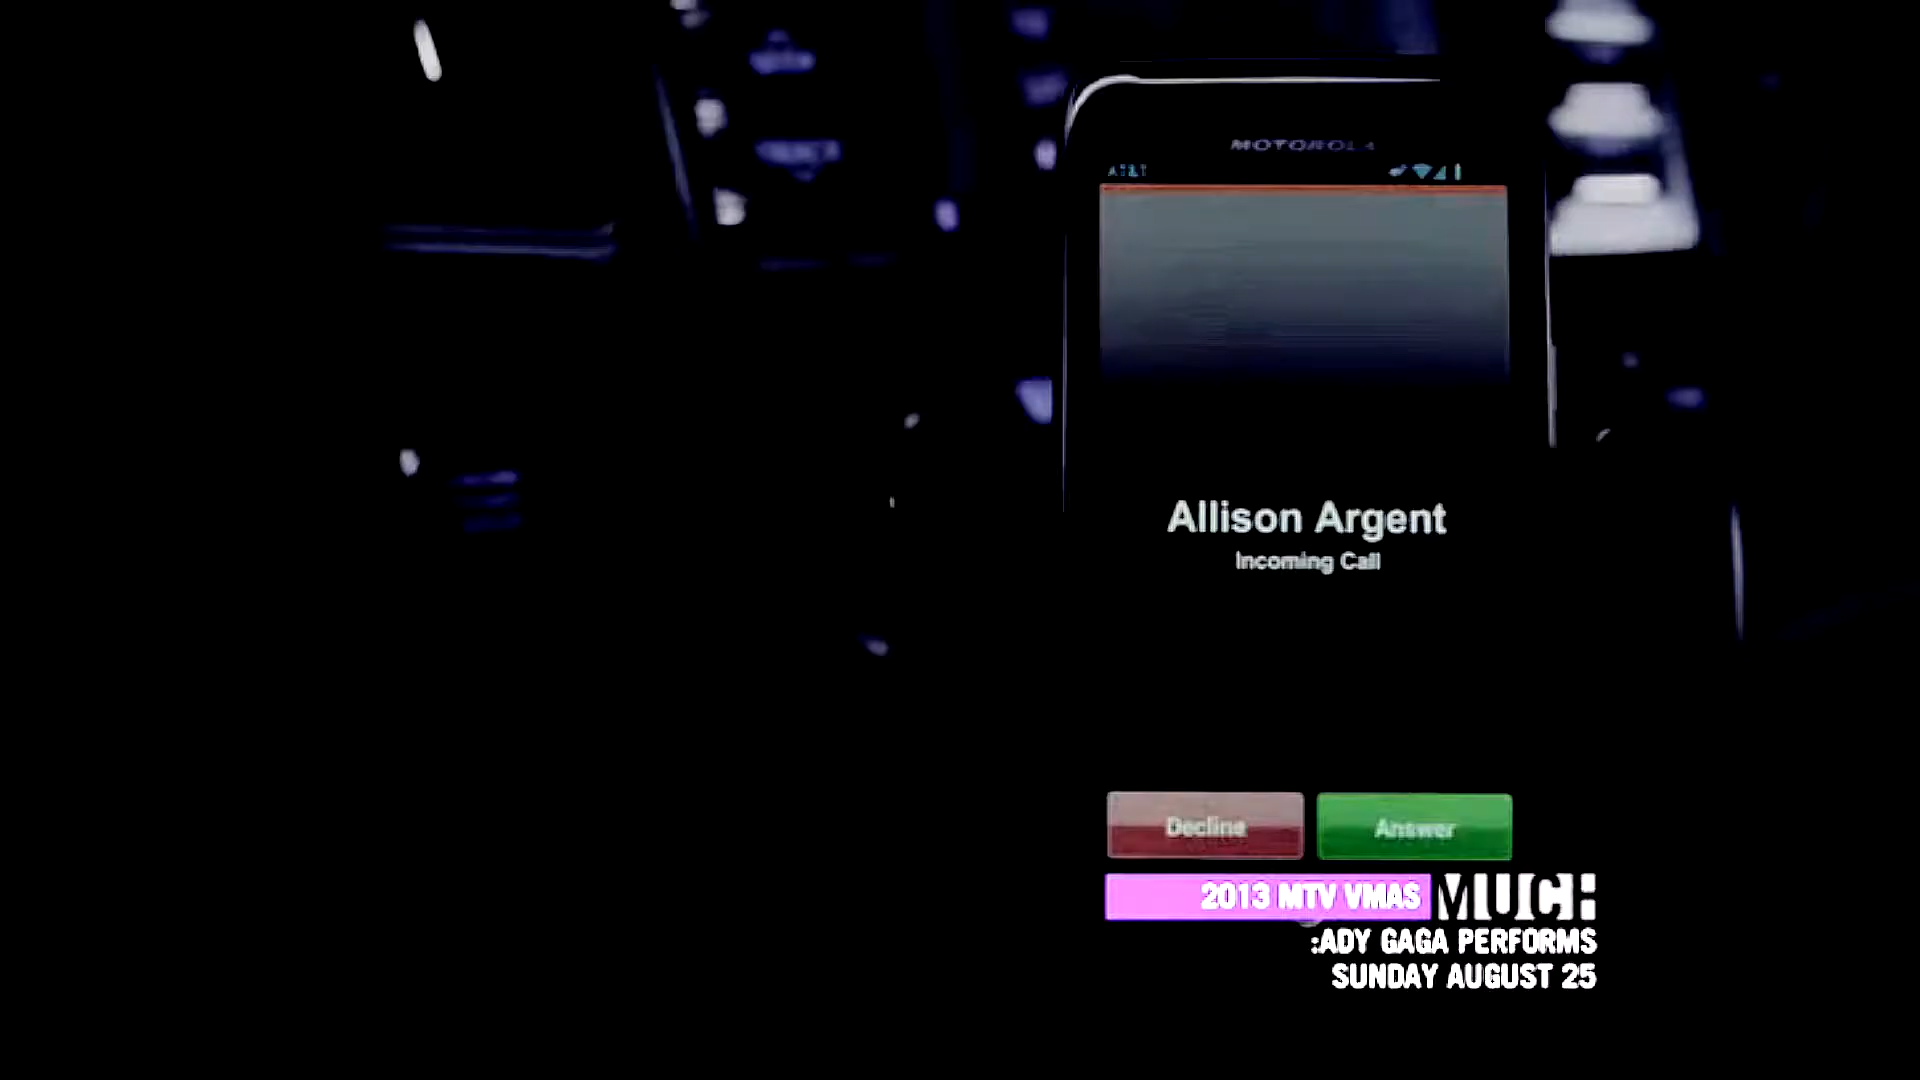 MOTOROLA
AT&T
Allison Argent
Incoming Call
Decline
Answer
2013 MTV VMAS
MUCH
:ADY GAGA PERFORMS
SUNDAY AUGUST 25